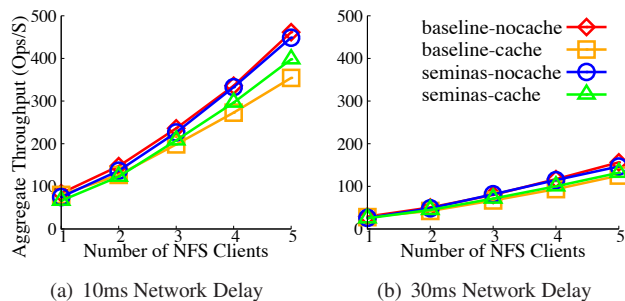 Aggregate Throughput (Ops/S)
500
400
300
200
100
0
1 2 3 4 5
Number of NFS Clients
(a) 10ms Network Delay
500
400
300
200
100
0
baseline-nocache
baseline-cache
seminas-nocache
seminas-cache
1 2 3 4 5
Number of NFS Clients
(b) 30ms Network Delay